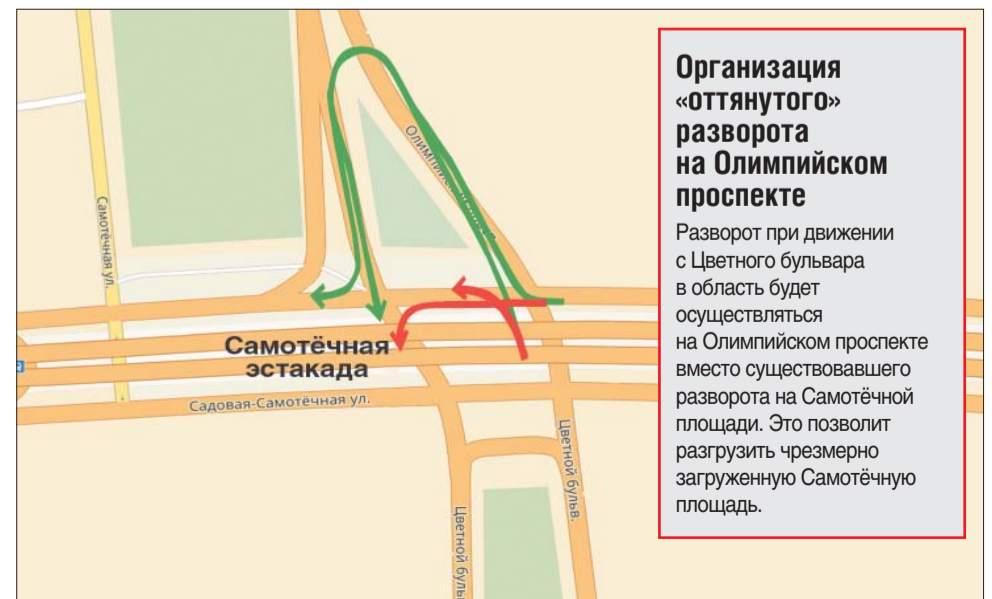 Организация
«оттянутого»
разворота
на Олимпийском
проспекте
Разворот при движении
с Цветного бульвара
в область будет
осуществляться
на Олимпийском проспекте
вместо существовавшего
разворота на Самотёчной
площади. Это позволит
разгрузить чрезмерно
загруженную Самотёчную
площадь.
Самотёчная ул.
Самотёчная
эстакада
Садовая-Самотёчная ул.
Цветной бульв.
Цветной буль